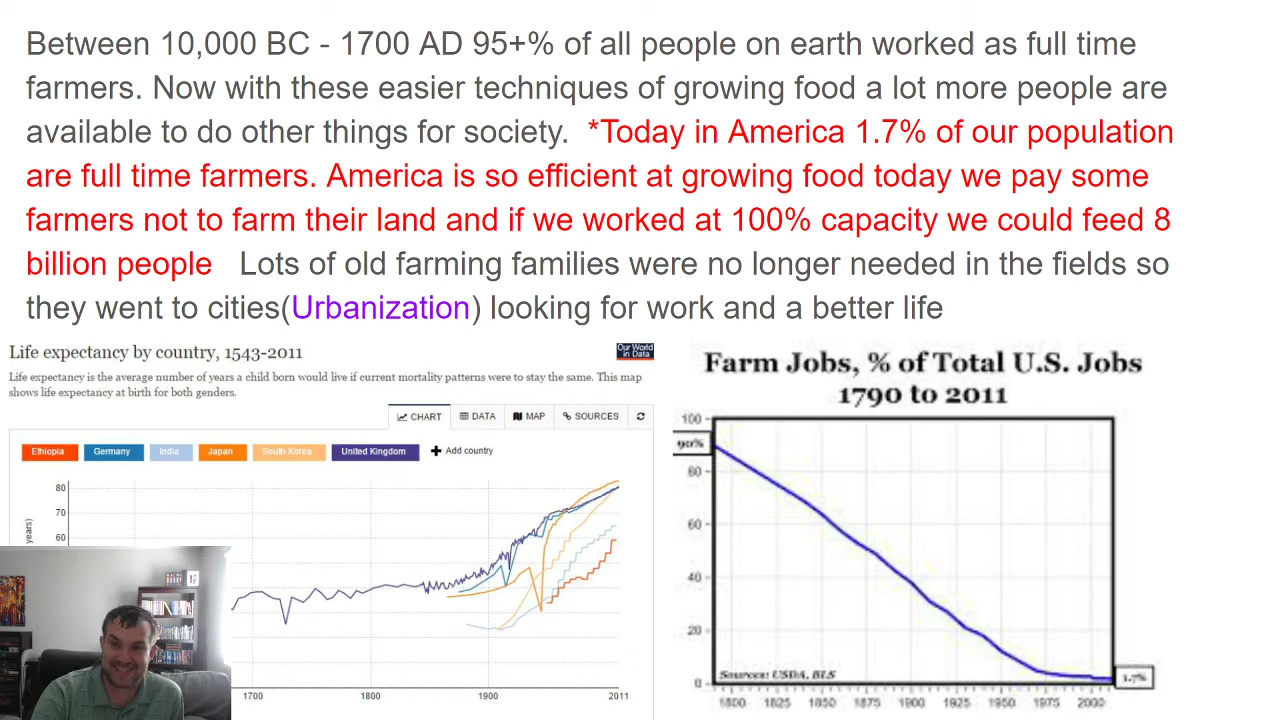 Between 10,000 BC - 1700 AD 95+% of all people on earth worked as full time
farmers. Now with these easier techniques of growing food a lot more people are
available to do other things for society. *Today in America 1.7% of our population
are full time farmers. America is so efficient at growing food today we pay some
farmers not to farm their land and if we worked at 100% capacity we could feed 8
billion people Lots of old farming families were no longer needed in the fields so
they went to cities(Urbanization) looking for work and a better life
Life expectancy by country, 1543-2011
Our World
in Data
Life expectancy is the average number of years a child born would live if current mortality patterns were to stay the same. This map
shows life expectancy at birth for both genders.
CHART DATA MAP SOURCES
Ethiopia Germany India Japan South Korea United Kingdom Add country
80
70
60
years)
1700 1800 1900 2011
Farm Jobs, % of Total U.S. Jobs
1790 to 2011
100
90%
80
60
40
20
0
Sources: USDA, BLS
1.7%
1800 1825 1850 1875 1900 1925 1950 1975 2000